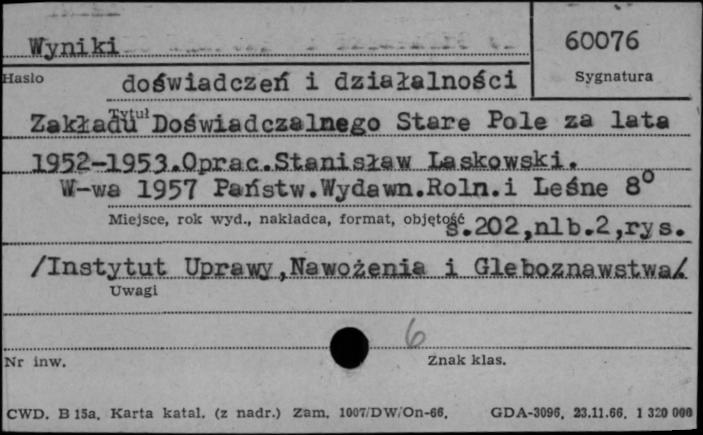 Wyniki
60076
Hasło
Sygnatura
doświadczeń i działalności
Tytuł
Zakładu Doświadczalnego Stare Pole za lata
1952-1953.Oprac.Stanisław Laskowski.
W-wa 1957 Państw.Wydawn.Roln.i Leśne 8°
Miejsce, rok wyd., nakładca, format, objętość
s.202,nlb.2,rys.
/Instytut Uprawy,Nawożenia i Gleboznawstwa/
Uwagi
6
Nr inw.
Znak klas.
CWD. B 15a. Karta katal. (z nadr.) Zam. 1007/DW/On-66. GDA-3096. 23.11.66. 1 320 000